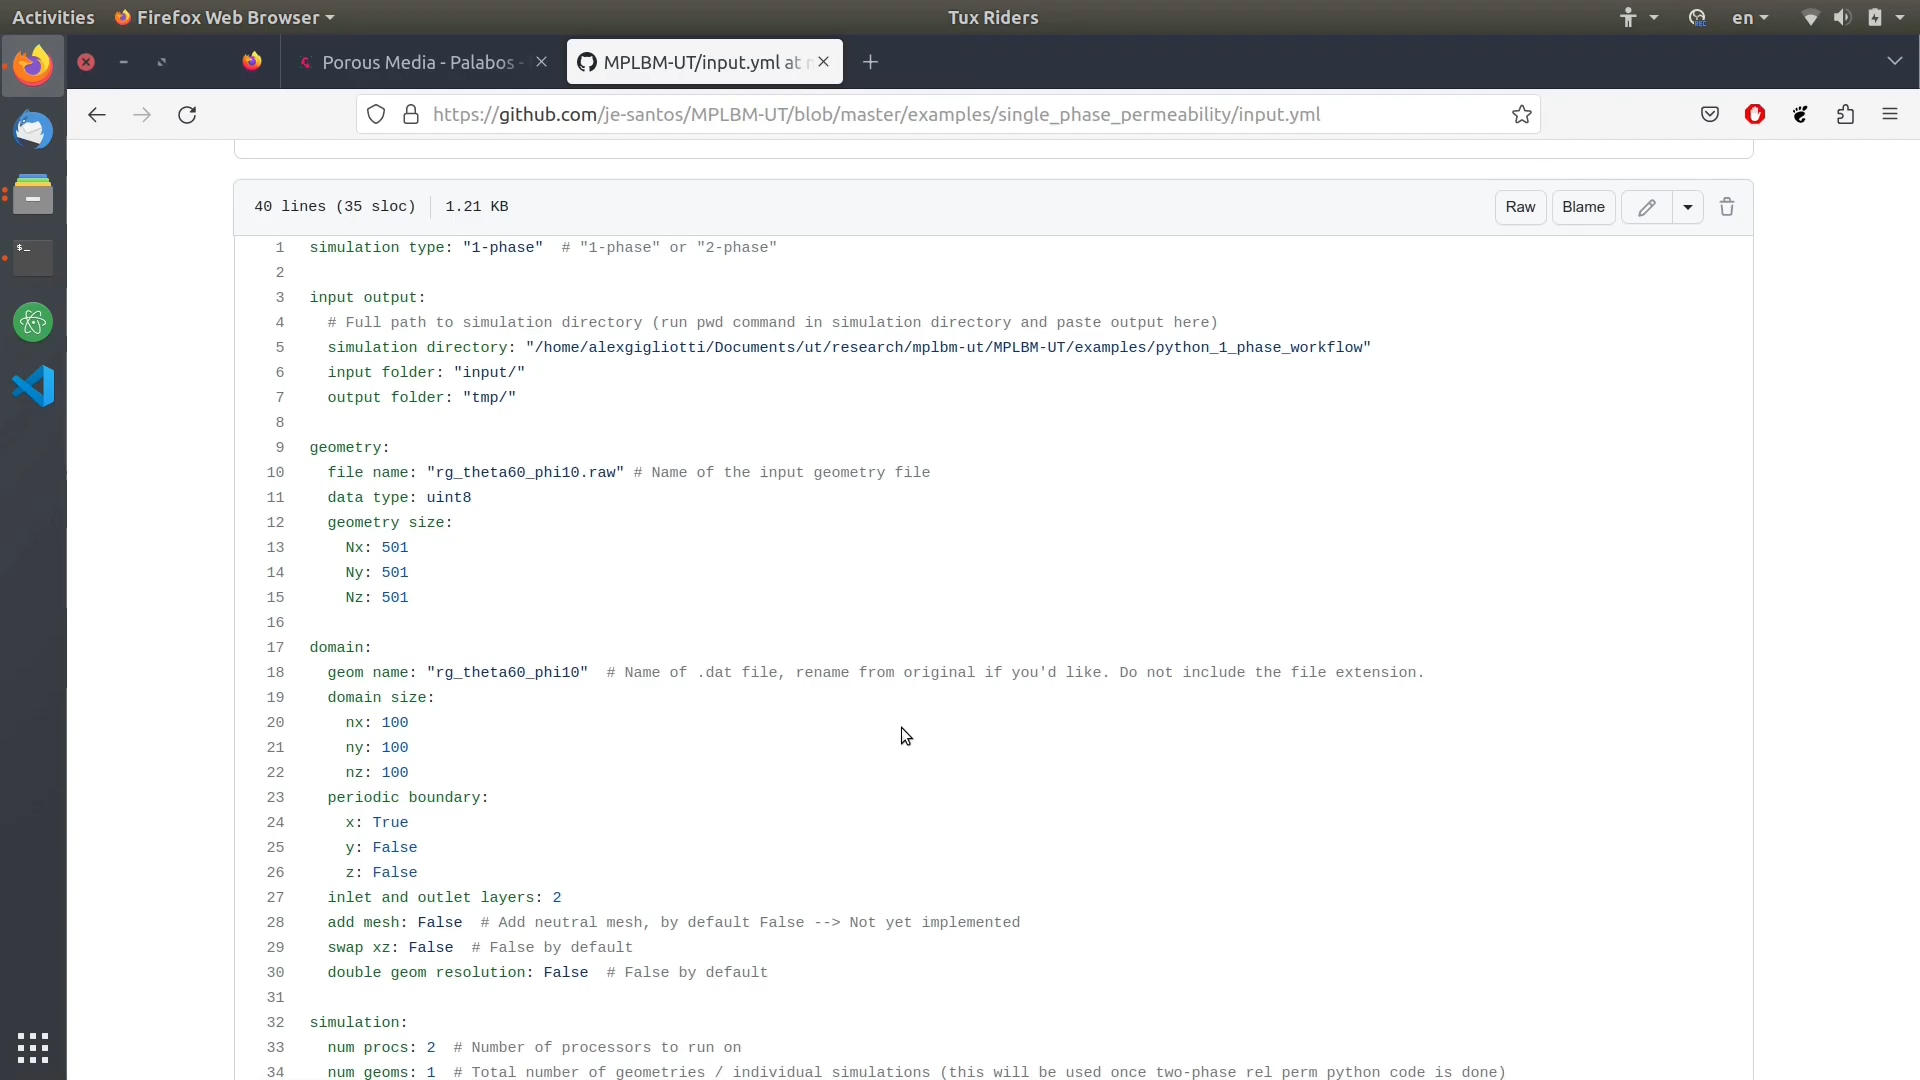 Activities Firefox Web Browser Tux Riders en
Porous Media - Palabos - MPLBM-UT/input.yml at
https://github.com/je-santos/MPLBM-UT/blob/master/examples/single_phase_permeability/input.yml
40 lines (35 sloc) 1.21 KB Raw Blame
1 simulation type: "1-phase" # "1-phase" or "2-phase"
2
3 input output:
4 # Full path to simulation directory (run pwd command in simulation directory and paste output here)
5 simulation directory: "/home/alexgigliotti/Documents/ut/research/mplbm-ut/MPLBM-UT/examples/python_1_phase_workflow"
6 input folder: "input/"
7 output folder: "tmp/"
8
9 geometry:
10 file name: "rg_theta60_phi10.raw" # Name of the input geometry file
11 data type: uint8
12 geometry size:
13 Nx: 501
14 Ny: 501
15 Nz: 501
16
17 domain:
18 geom name: "rg_theta60_phi10" # Name of .dat file, rename from original if you'd like. Do not include the file extension.
19 domain size:
20 nx: 100
21 ny: 100
22 nz: 100
23 periodic boundary:
24 x: True
25 y: False
26 z: False
27 inlet and outlet layers: 2
28 add mesh: False # Add neutral mesh, by default False --> Not yet implemented
29 swap xz: False # False by default
30 double geom resolution: False # False by default
31
32 simulation:
33 num procs: 2 # Number of processors to run on
34 num geoms: 1 # Total number of geometries / individual simulations (this will be used once two-phase rel perm python code is done)